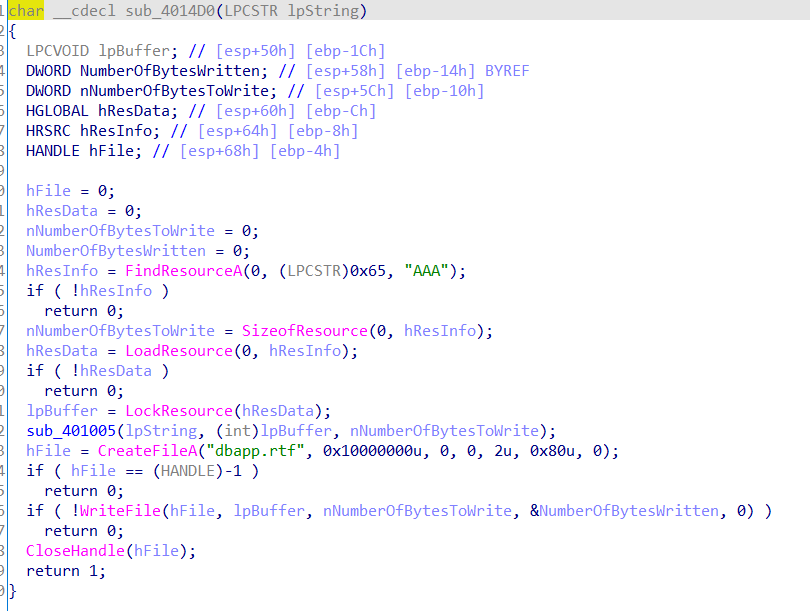 char __cdecl sub_4014D0(LPCSTR lpString)
{
  LPCVOID lpBuffer; // [esp+50h] [ebp-1Ch]
  DWORD NumberOfBytesWritten; // [esp+58h] [ebp-14h] BYREF
  DWORD nNumberOfBytesToWrite; // [esp+5Ch] [ebp-10h]
  HGLOBAL hResData; // [esp+60h] [ebp-Ch]
  HRSRC hResInfo; // [esp+64h] [ebp-8h]
  HANDLE hFile; // [esp+68h] [ebp-4h]

  hFile = 0;
  hResData = 0;
  nNumberOfBytesToWrite = 0;
  NumberOfBytesWritten = 0;
  hResInfo = FindResourceA(0, (LPCSTR)0x65, "AAA");
  if ( !hResInfo )
    return 0;
  nNumberOfBytesToWrite = SizeofResource(0, hResInfo);
  hResData = LoadResource(0, hResInfo);
  if ( !hResData )
    return 0;
  lpBuffer = LockResource(hResData);
  sub_401005(lpString, (int)lpBuffer, nNumberOfBytesToWrite);
  hFile = CreateFileA("dbapp.rtf", 0x10000000u, 0, 0, 2u, 0x80u, 0);
  if ( hFile == (HANDLE)-1 )
    return 0;
  if ( !WriteFile(hFile, lpBuffer, nNumberOfBytesToWrite, &NumberOfBytesWritten, 0) )
    return 0;
  CloseHandle(hFile);
  return 1;
}